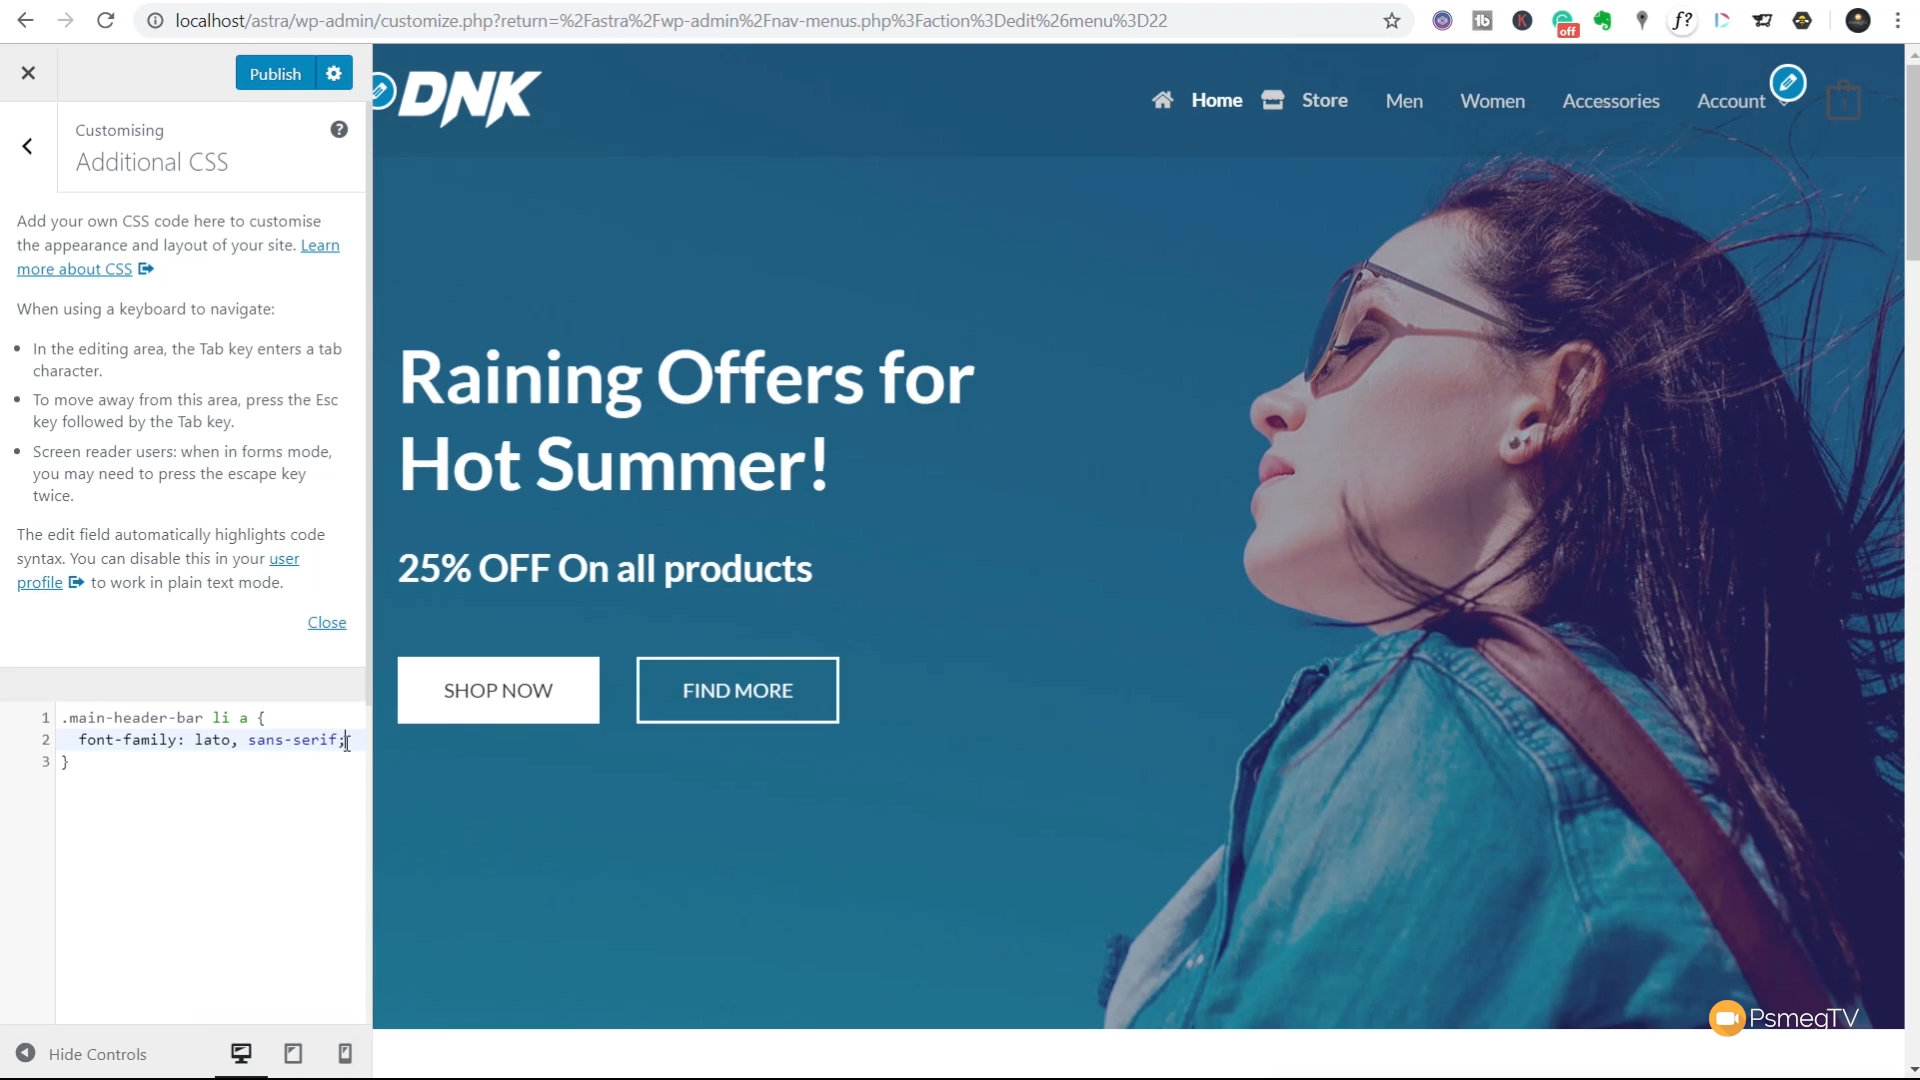 localhost/astra/wp-admin/customize.php?return=%2Fastra%2Fwp-admin%2Fnav-menus.php%3Faction%3Dedit%26menu%3D22
off
Publish
Customising
Additional CSS
Add your own CSS code here to customise
the appearance and layout of your site. Learn
more about CSS
When using a keyboard to navigate:
In the editing area, the Tab key enters a tab
character.
To move away from this area, press the Esc
key followed by the Tab key.
Screen reader users: when in forms mode,
you may need to press the escape key
twice.
The edit field automatically highlights code
syntax. You can disable this in your user
profile to work in plain text mode.
Close
1 .main-header-bar li a {
2 font-family: lato, sans-serif;
3 }
Hide Controls
DNK
Home Store Men Women Accessories Account 1
Raining Offers for
Hot Summer!
25% OFF On all products
SHOP NOW FIND MORE
PsmegTV